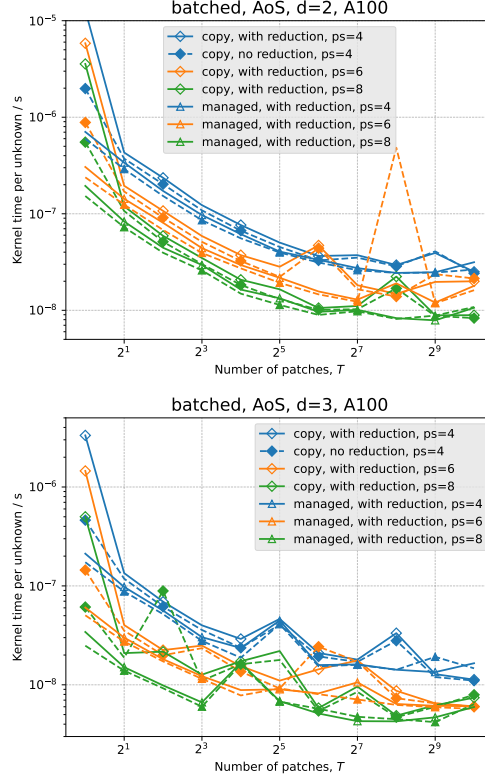 batched, AoS, d=2, A100
10⁻⁵
10⁻⁶
10⁻⁷
10⁻⁸
Kernel time per unknown / s
copy, with reduction, ps=4
copy, no reduction, ps=4
copy, with reduction, ps=6
copy, with reduction, ps=8
managed, with reduction, ps=4
managed, with reduction, ps=6
managed, with reduction, ps=8
2¹ 2³ 2⁵ 2⁷ 2⁹
Number of patches, T
batched, AoS, d=3, A100
10⁻⁶
10⁻⁷
10⁻⁸
Kernel time per unknown / s
copy, with reduction, ps=4
copy, no reduction, ps=4
copy, with reduction, ps=6
copy, with reduction, ps=8
managed, with reduction, ps=4
managed, with reduction, ps=6
managed, with reduction, ps=8
2¹ 2³ 2⁵ 2⁷ 2⁹
Number of patches, T